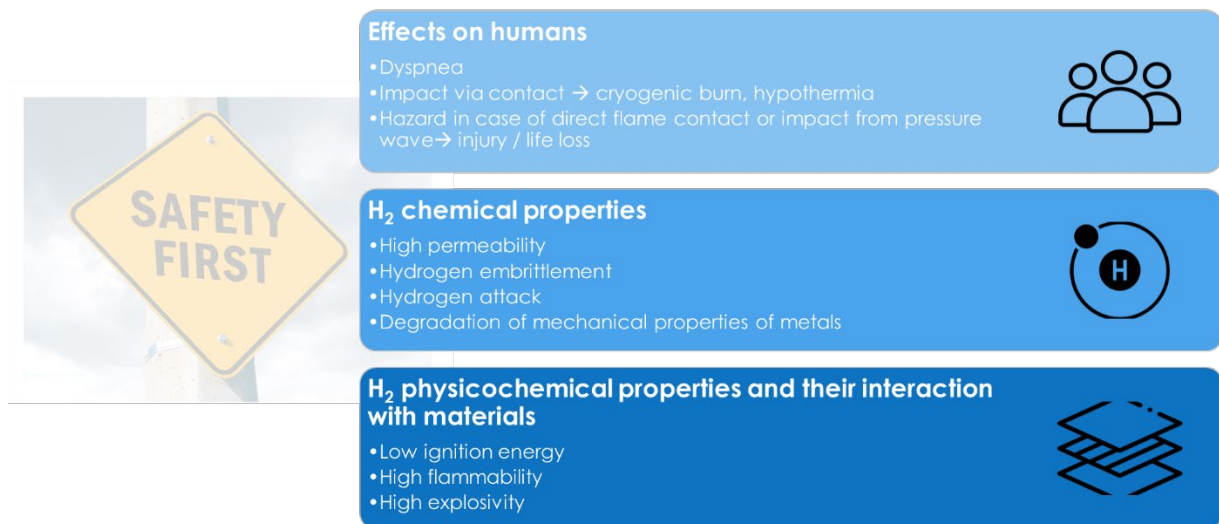 SAFETY
FIRST
Effects on humans
•Dyspnea
•Impact via contact → cryogenic burn, hypothermia
•Hazard in case of direct flame contact or impact from pressure
wave→ injury / life loss
H₂ chemical properties
•High permeability
•Hydrogen embrittlement
•Hydrogen attack
•Degradation of mechanical properties of metals
H
H₂ physicochemical properties and their interaction
with materials
•Low ignition energy
•High flammability
•High explosivity